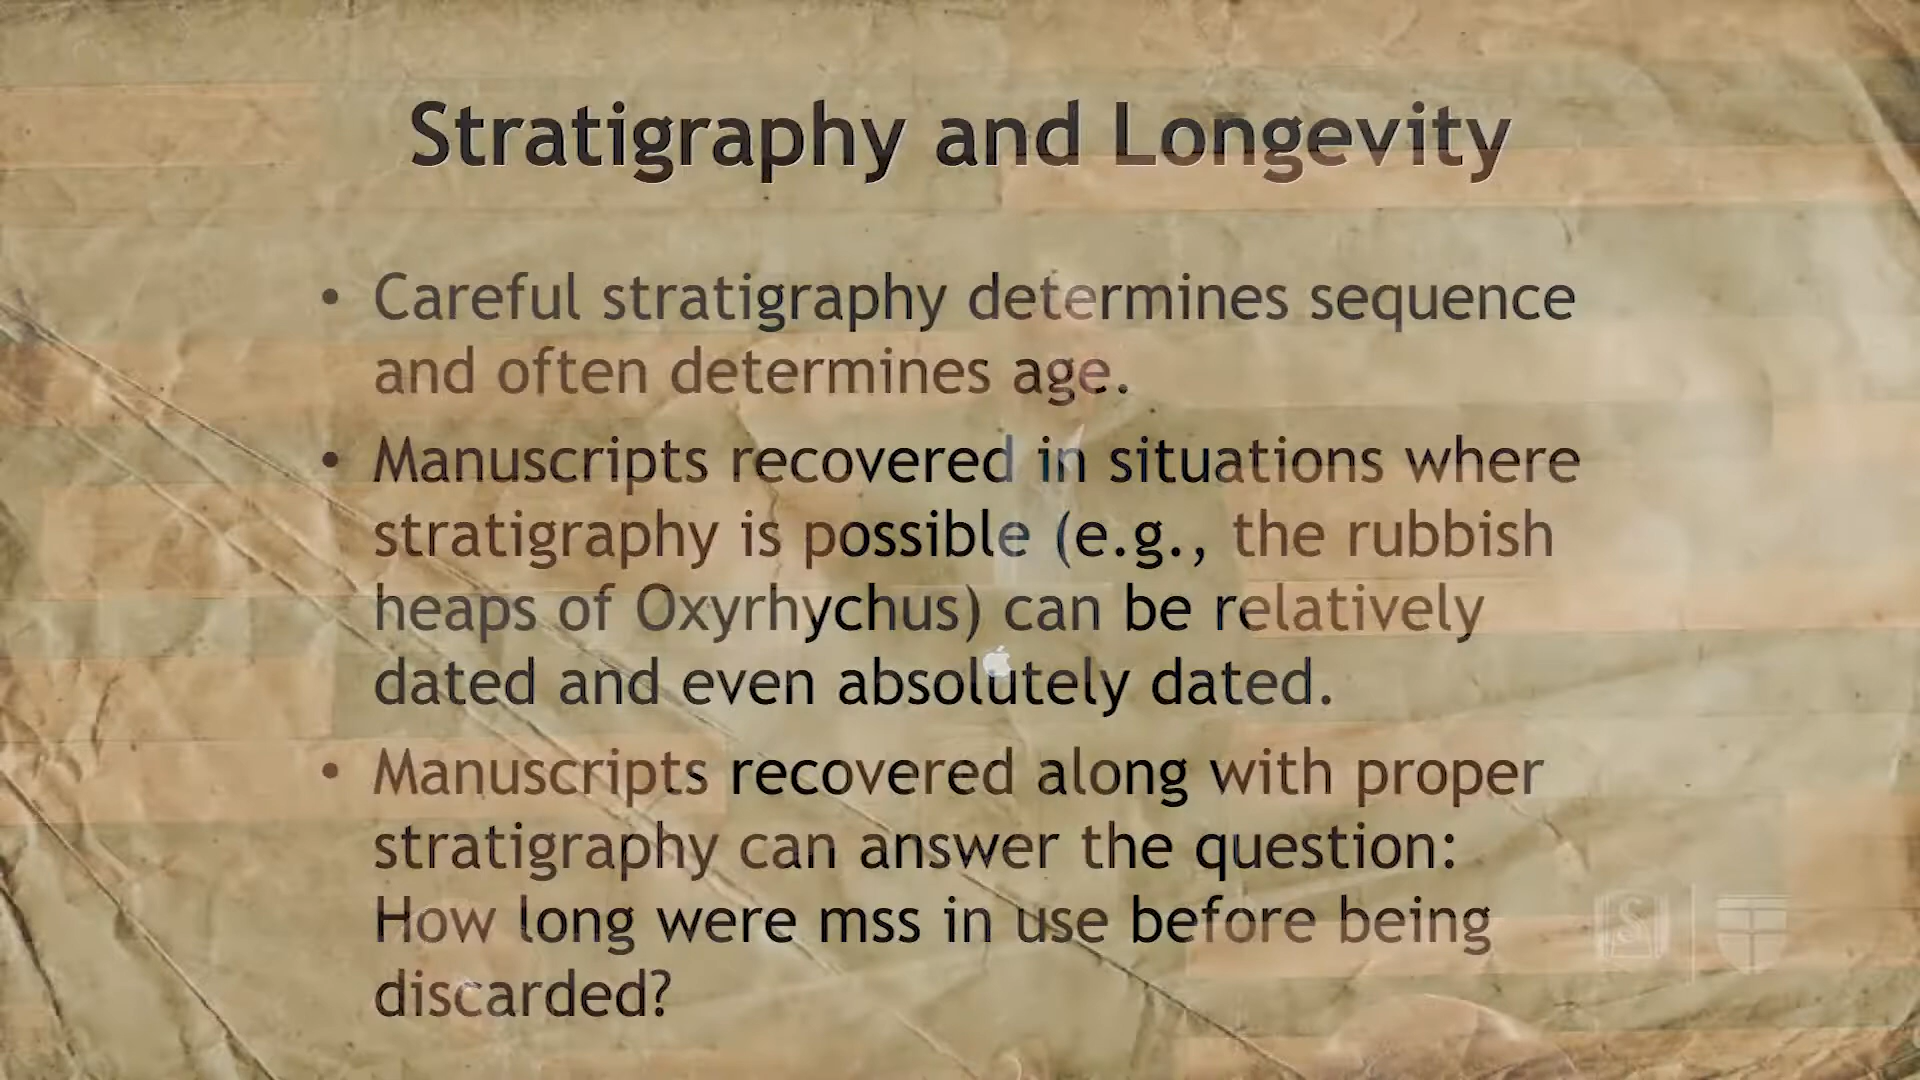 Stratigraphy and Longevity
• Careful stratigraphy determines sequence
and often determines age.
• Manuscripts recovered in situations where
stratigraphy is possible (e.g., the rubbish
heaps of Oxyrhychus) can be relatively
dated and even absolutely dated.
• Manuscripts recovered along with proper
stratigraphy can answer the question:
How long were mss in use before being
discarded?
S